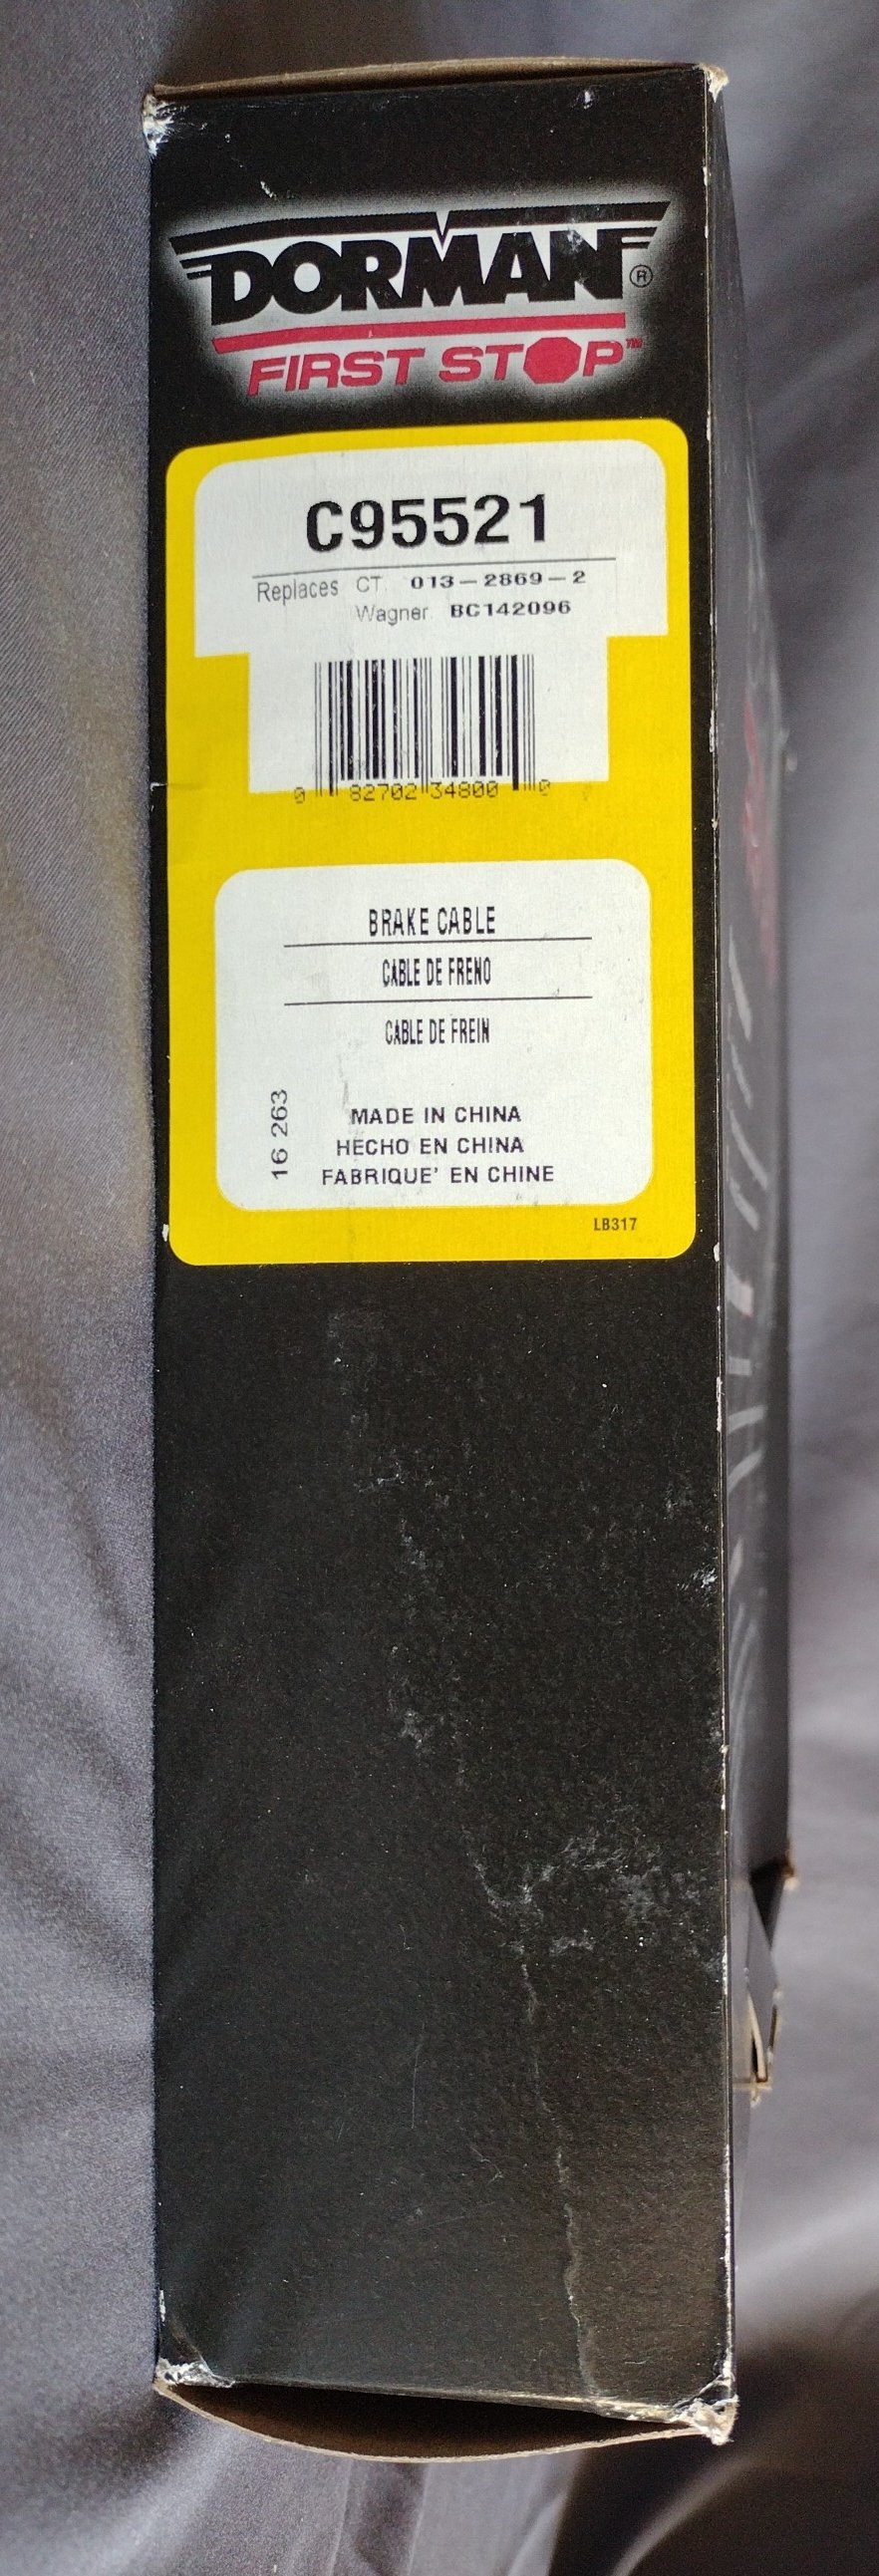 DORMAN®
FIRST STOP™
C95521
Replaces CT. 013-2869-2
Wagner BC142096
0 82702 34800 0
BRAKE CABLE
CABLE DE FRENO
CABLE DE FREIN
16 263
MADE IN CHINA
HECHO EN CHINA
FABRIQUE' EN CHINE
LB317